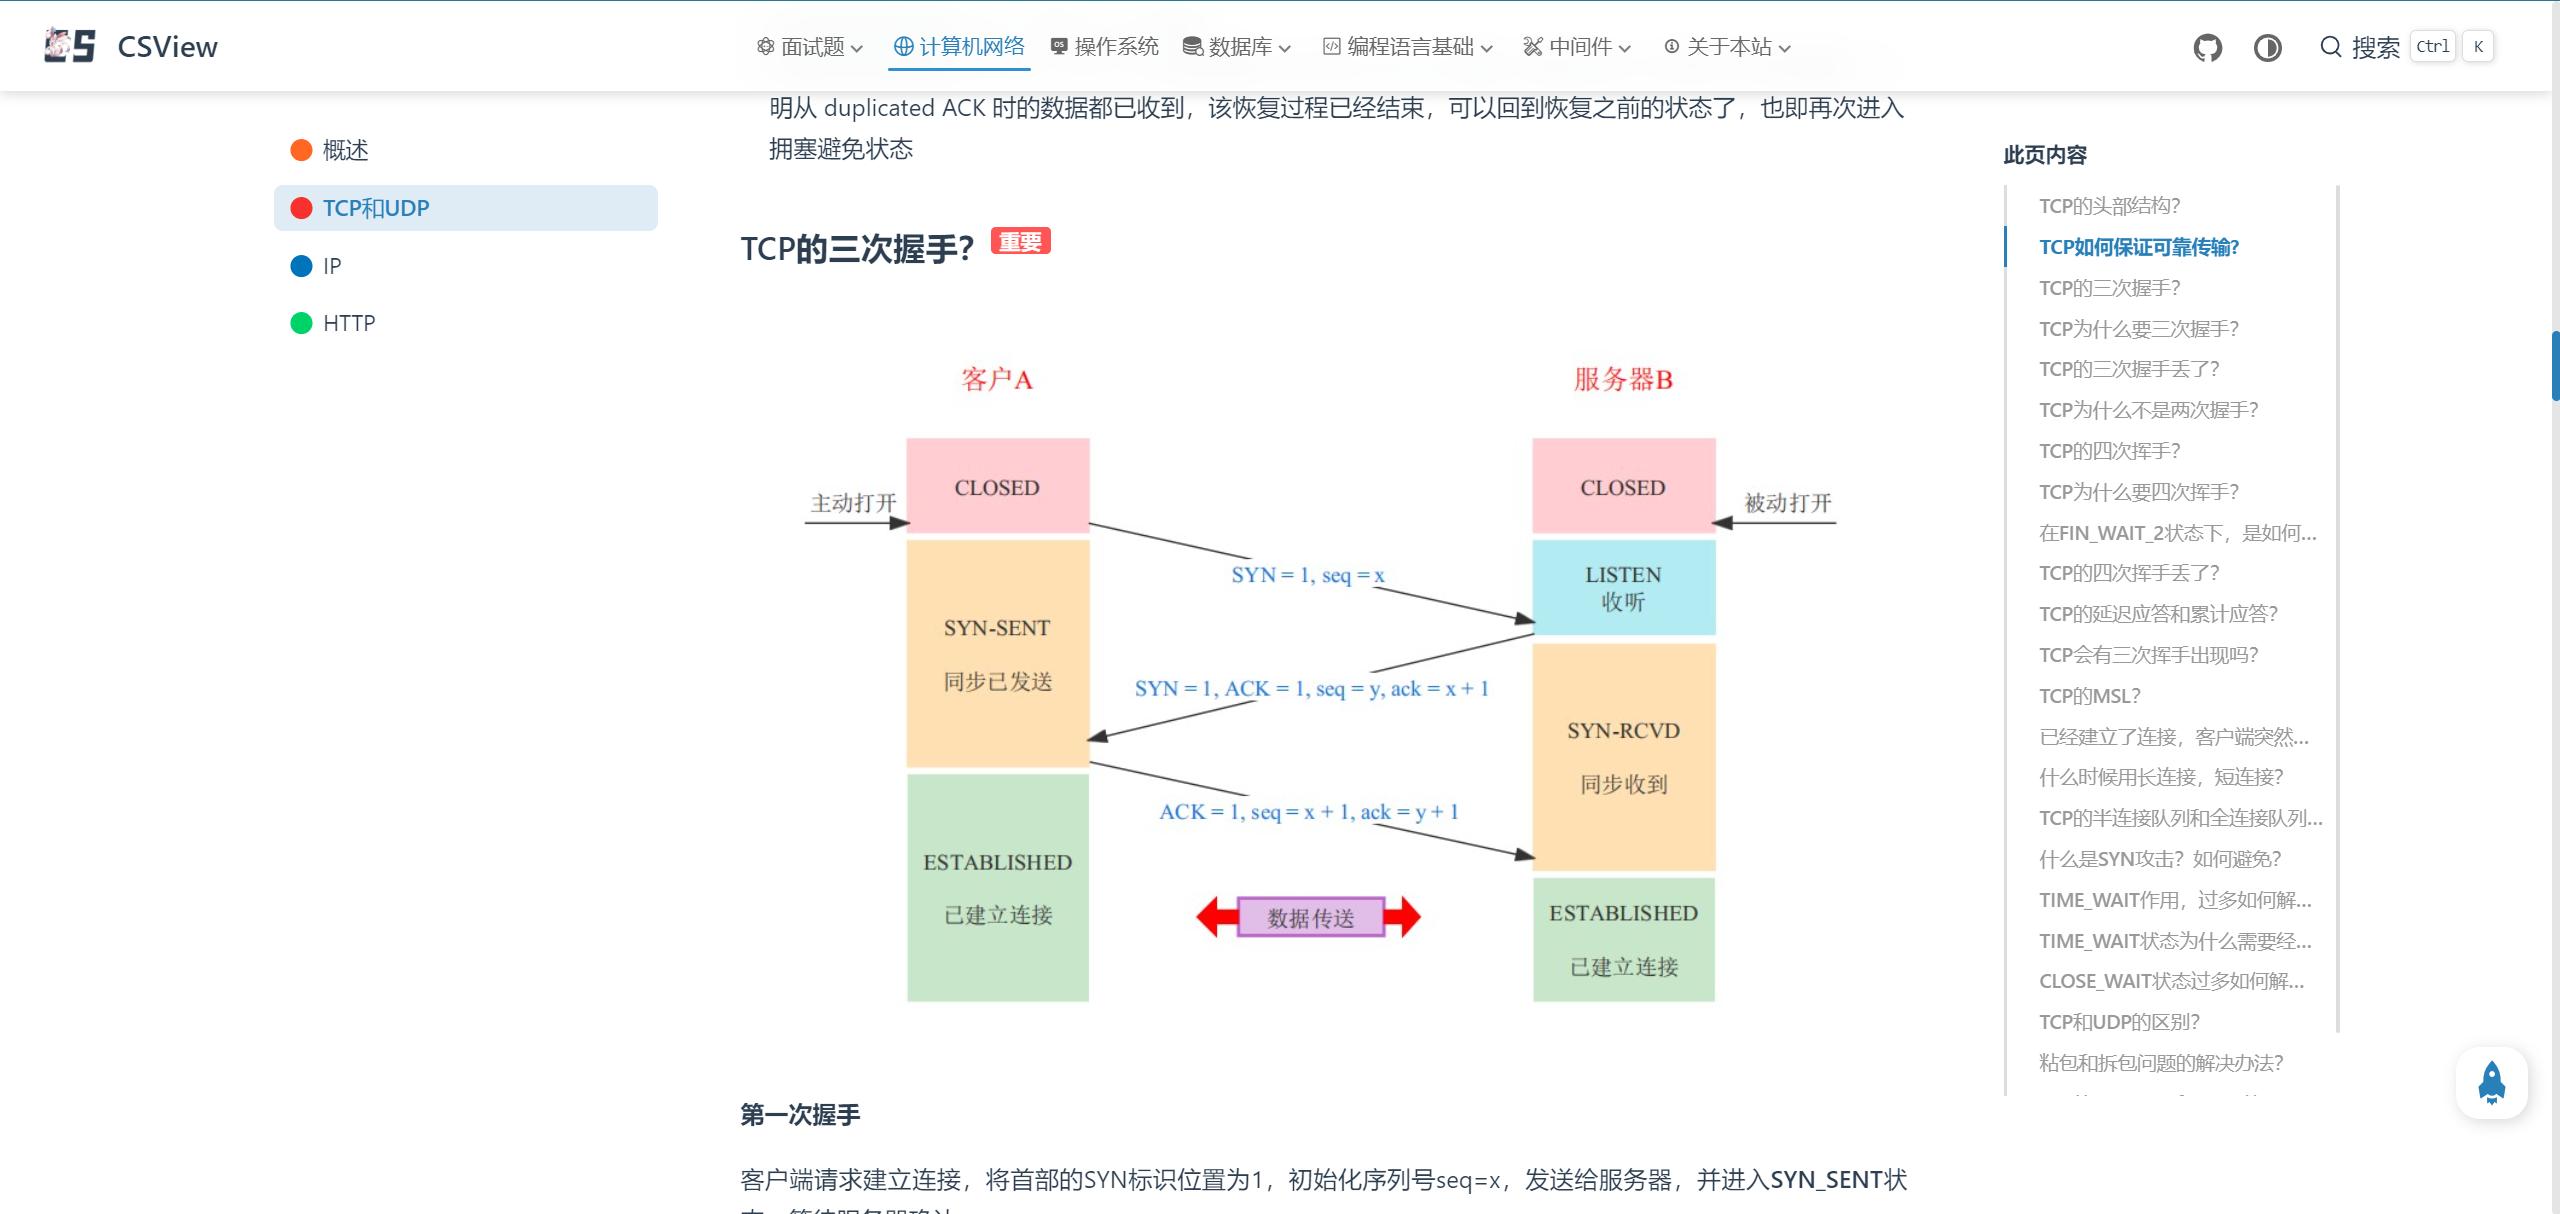 CSView
面试题
计算机网络
操作系统
数据库
编程语言基础
中间件
关于本站
搜索 Ctrl K
概述
TCP和UDP
IP
HTTP
明从 duplicated ACK 时的数据都已收到，该恢复过程已经结束，可以回到恢复之前的状态了，也即再次进入
拥塞避免状态
TCP的三次握手？ 重要
客户A
服务器B
主动打开
CLOSED
CLOSED
被动打开
SYN = 1, seq = x
LISTEN
收听
SYN-SENT
同步已发送
SYN = 1, ACK = 1, seq = y, ack = x + 1
SYN-RCVD
同步收到
ACK = 1, seq = x + 1, ack = y + 1
ESTABLISHED
已建立连接
数据传送
ESTABLISHED
已建立连接
第一次握手
客户端请求建立连接，将首部的SYN标识位置为1，初始化序列号seq=x，发送给服务器，并进入SYN_SENT状
此页内容
TCP的头部结构？
TCP如何保证可靠传输？
TCP的三次握手？
TCP为什么要三次握手？
TCP的三次握手丢了？
TCP为什么不是两次握手？
TCP的四次挥手？
TCP为什么要四次挥手？
在FIN_WAIT_2状态下，是如何...
TCP的四次挥手丢了？
TCP的延迟应答和累计应答？
TCP会有三次挥手出现吗？
TCP的MSL？
已经建立了连接，客户端突然...
什么时候用长连接，短连接？
TCP的半连接队列和全连接队列...
什么是SYN攻击？如何避免？
TIME_WAIT作用，过多如何解...
TIME_WAIT状态为什么需要经...
CLOSE_WAIT状态过多如何解...
TCP和UDP的区别？
粘包和拆包问题的解决办法？